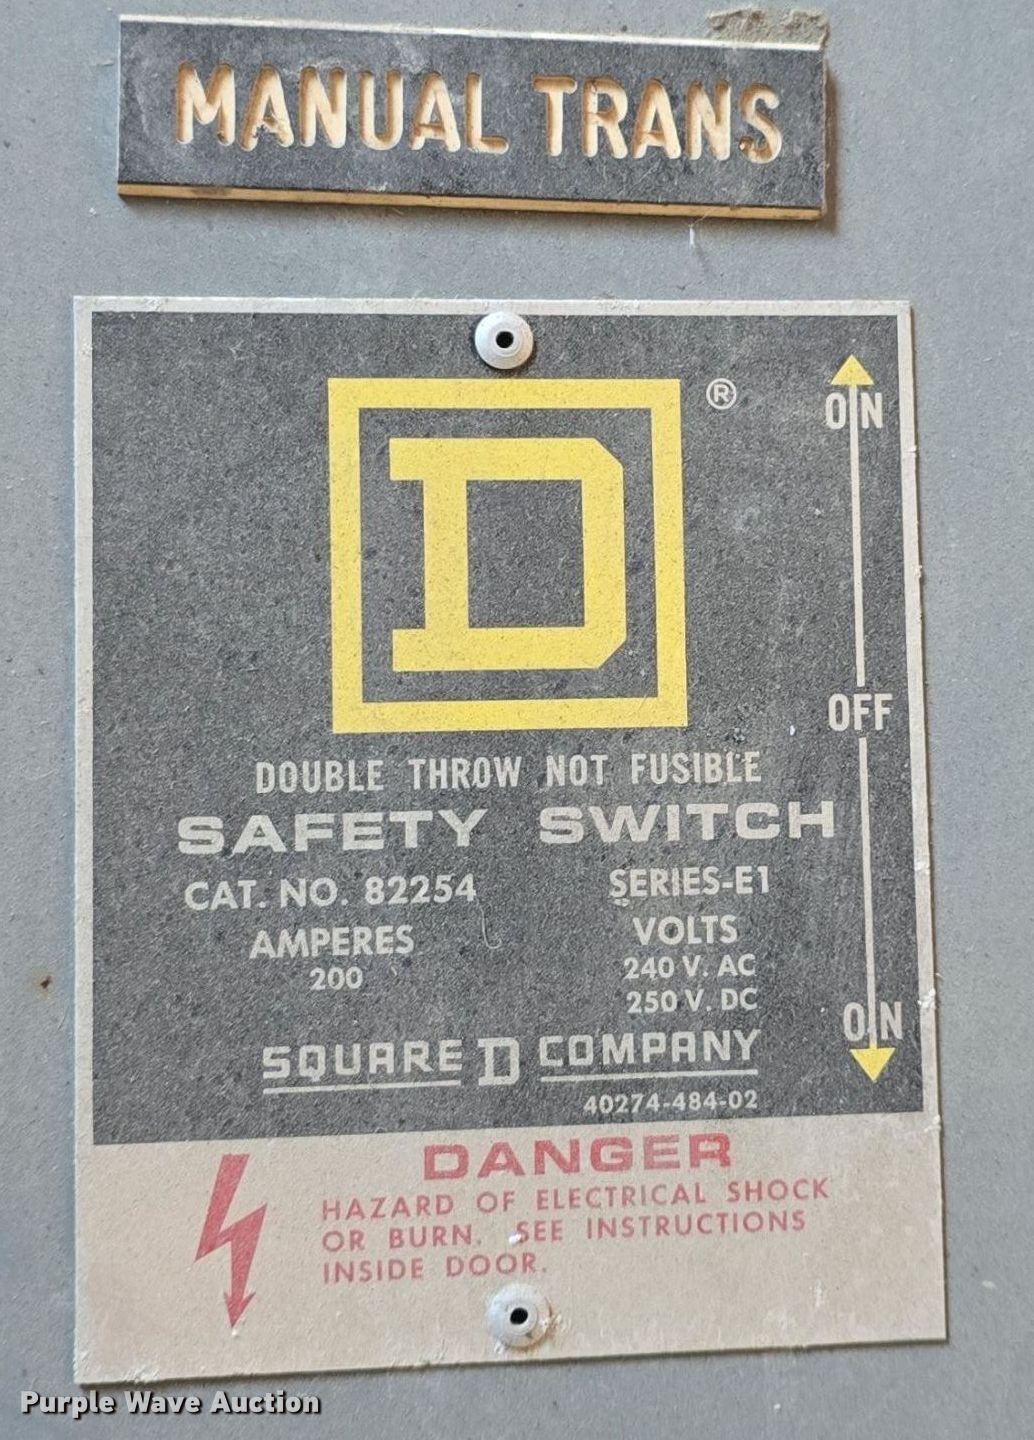 MANUAL TRANS
D ®
ON
OFF
DOUBLE THROW NOT FUSIBLE
SAFETY SWITCH
CAT. NO. 82254 SERIES-E1
AMPERES VOLTS
200 240 V. AC
250 V. DC
ON
SQUARE D COMPANY
40274-484-02
DANGER
HAZARD OF ELECTRICAL SHOCK
OR BURN. SEE INSTRUCTIONS
INSIDE DOOR.
Purple Wave Auction